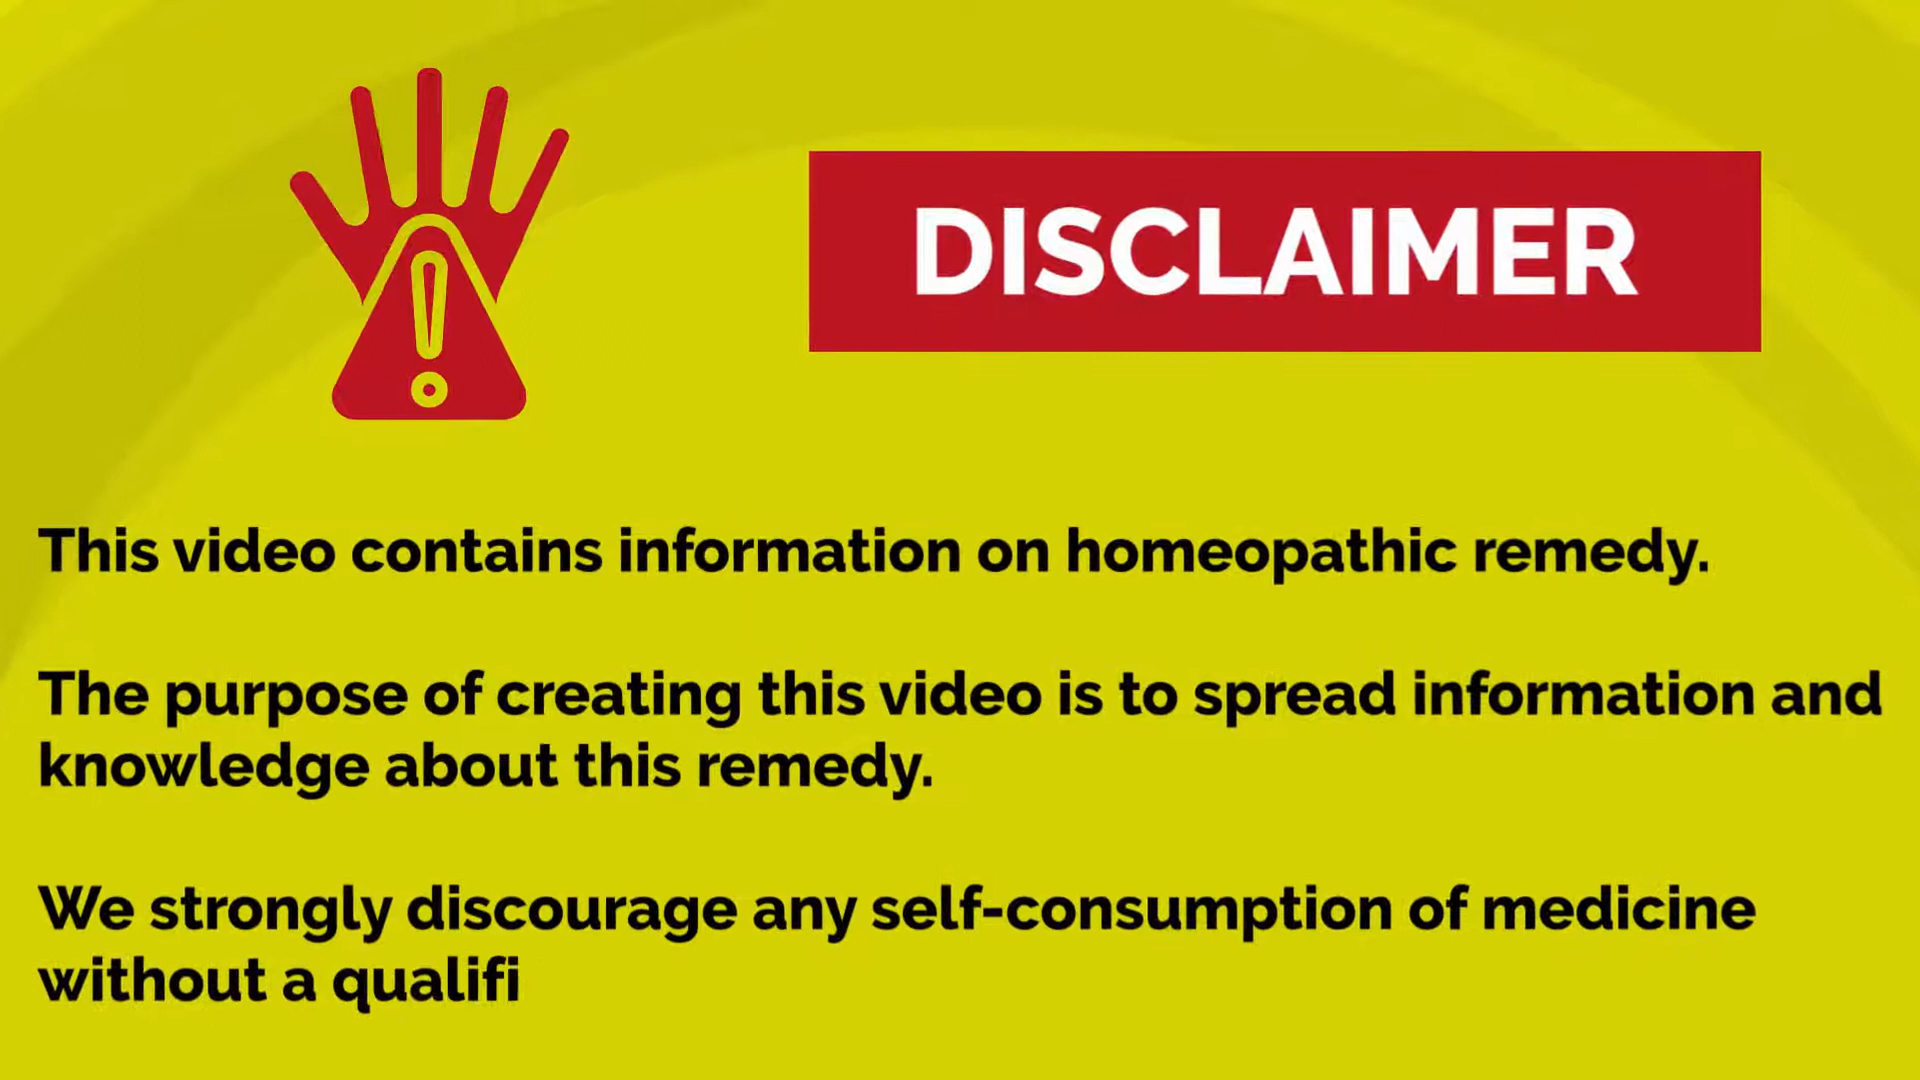 DISCLAIMER
This video contains information on homeopathic remedy.
The purpose of creating this video is to spread information and
knowledge about this remedy.
We strongly discourage any self-consumption of medicine
without a qualifi